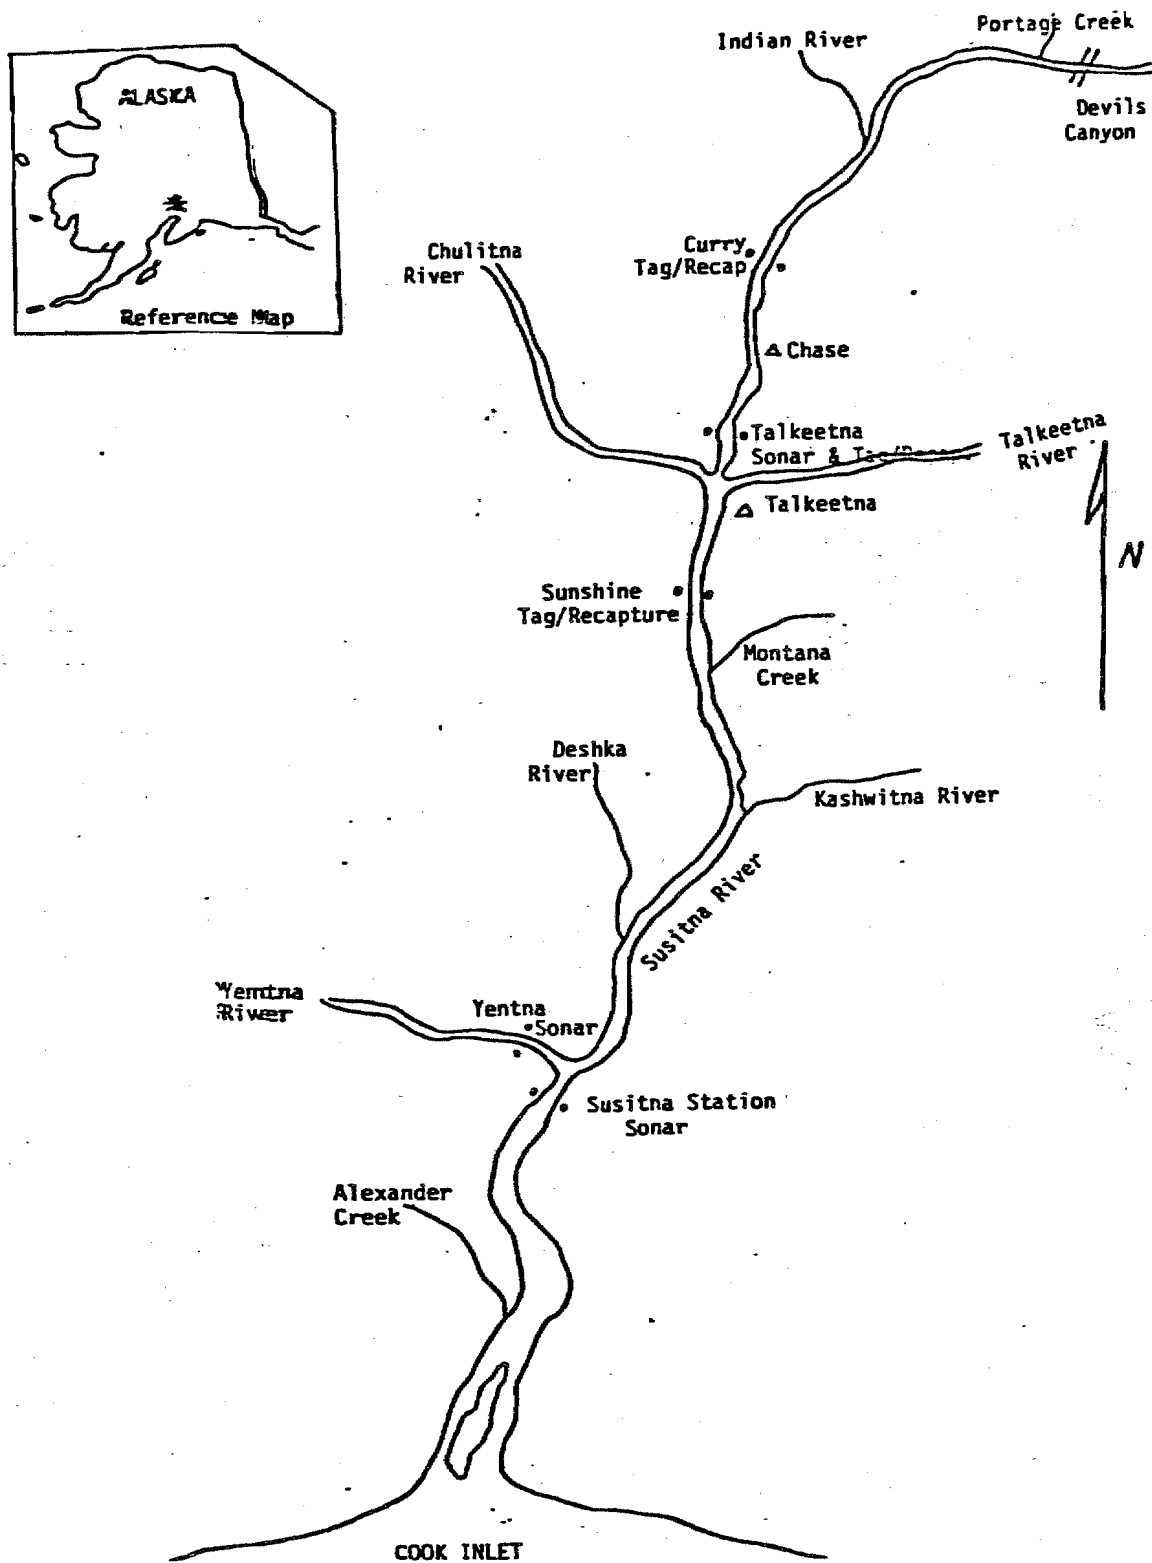 Portage Creek
Indian River
ALASKA
Devils
Canyon
Reference Map
Chulitna
River
Curry
Tag/Recap
Chase
Talkeetna
Sonar &
Talkeetna
River
Talkeetna
N
Sunshine
Tag/Recapture
Montana
Creek
Deshka
River
Kashwitna River
Susitna River
Yentna
River
Yentna
Sonar
Susitna Station
Sonar
Alexander
Creek
COOK INLET